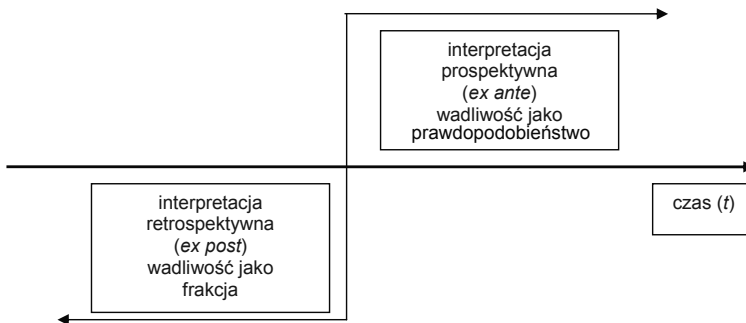 interpretacja
prospektywna
(ex ante)
wadliwość jako
prawdopodobieństwo
interpretacja
retrospektywna
(ex post)
wadliwość jako
frakcja
czas (t)